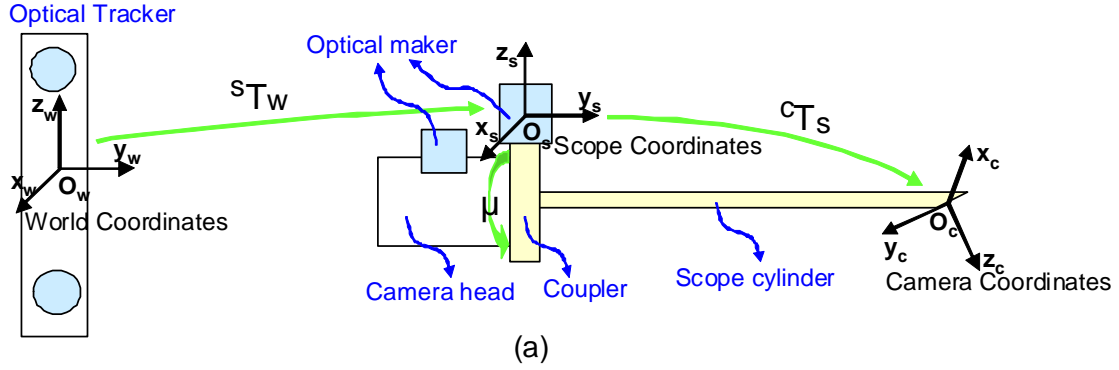 Optical Tracker
Optical maker
z_s
z_w
^sT_w
y_s
^cT_s
x_s
O_s
Scope Coordinates
x_c
y_w
x_w
O_w
World Coordinates
μ
O_c
y_c
z_c
Camera head
Coupler
Scope cylinder
Camera Coordinates
(a)